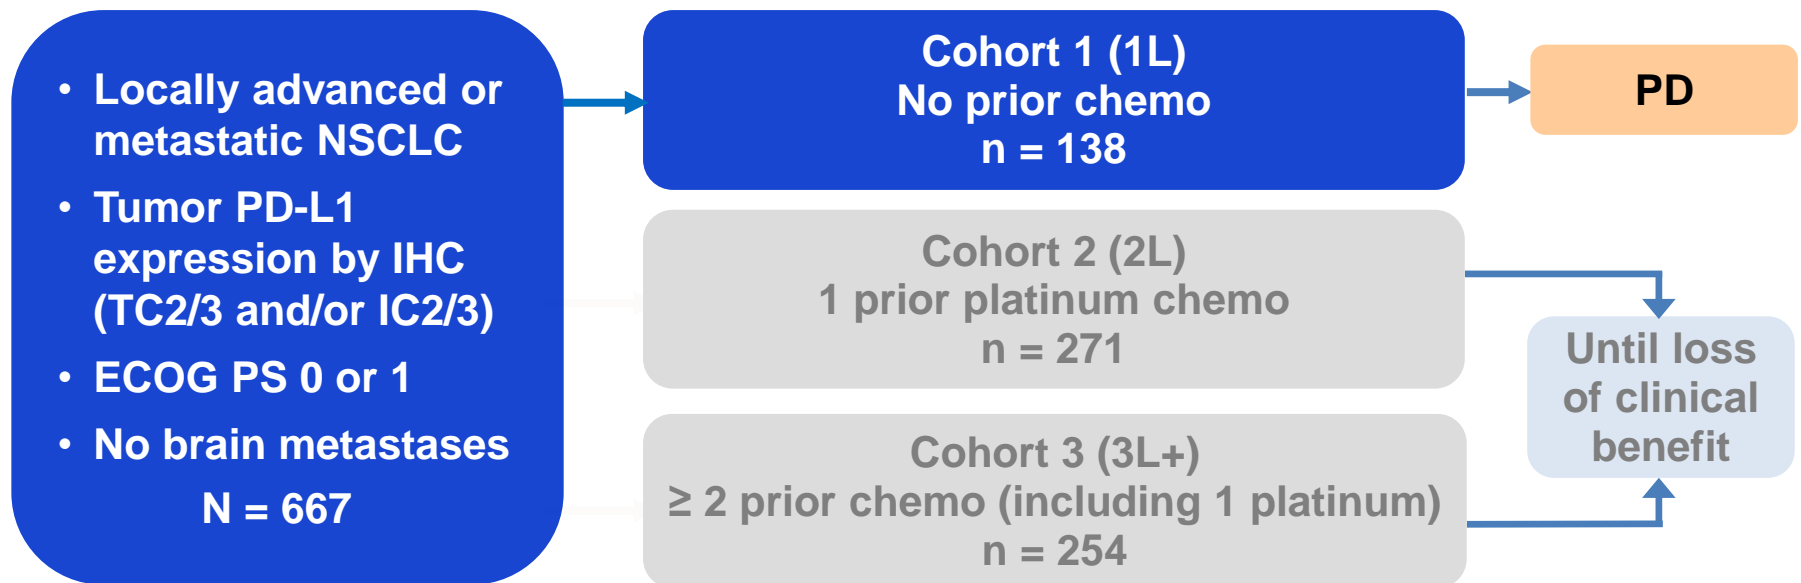 • Locally advanced or
metastatic NSCLC
• Tumor PD-L1
expression by IHC
(TC2/3 and/or IC2/3)
• ECOG PS 0 or 1
• No brain metastases
N = 667
Cohort 1 (1L)
No prior chemo
n = 138
PD
Cohort 2 (2L)
1 prior platinum chemo
n = 271
Cohort 3 (3L+)
≥ 2 prior chemo (including 1 platinum)
n = 254
Until loss
of clinical
benefit